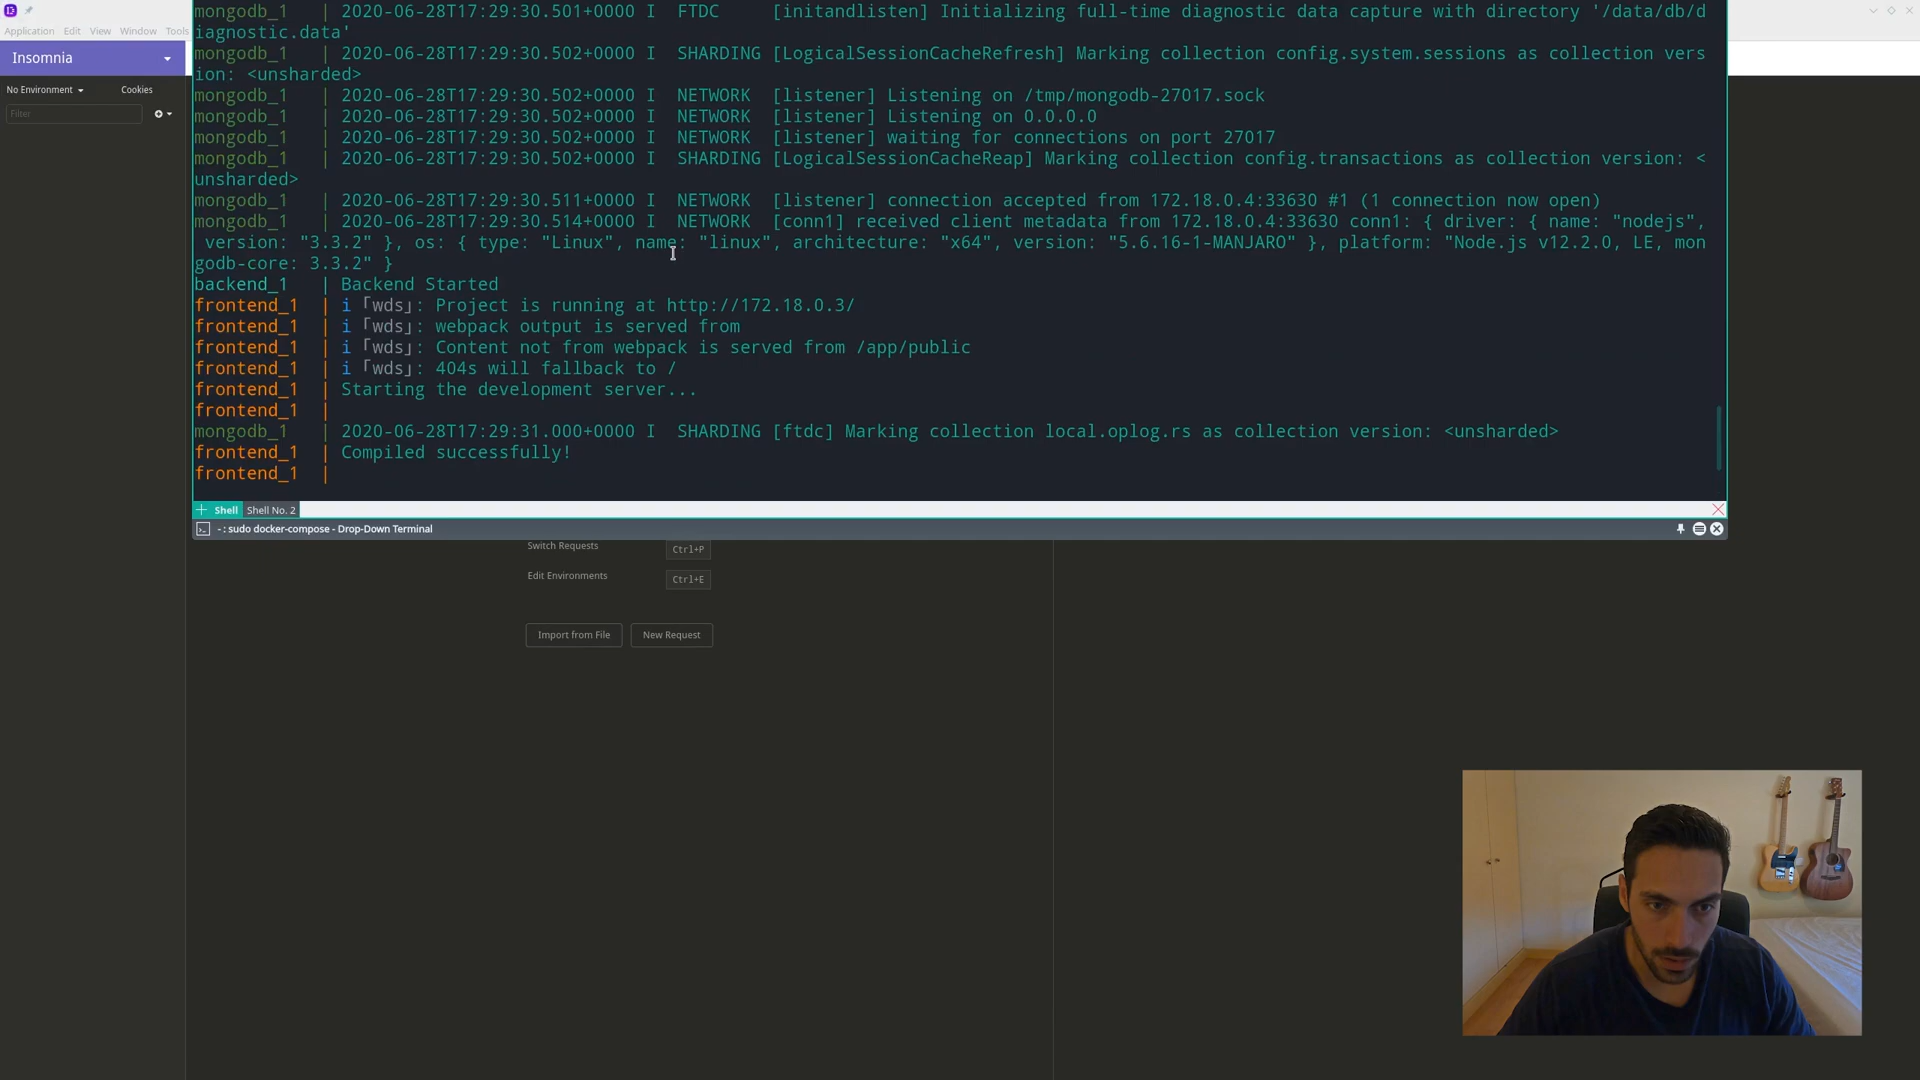 mongodb_1   | 2020-06-28T17:29:30.501+0000 I  FTDC     [initandlisten] Initializing full-time diagnostic data capture with directory '/data/db/d
iagnostic.data'
mongodb_1   | 2020-06-28T17:29:30.502+0000 I  SHARDING [LogicalSessionCacheRefresh] Marking collection config.system.sessions as collection vers
ion: <unsharded>
mongodb_1   | 2020-06-28T17:29:30.502+0000 I  NETWORK  [listener] Listening on /tmp/mongodb-27017.sock
mongodb_1   | 2020-06-28T17:29:30.502+0000 I  NETWORK  [listener] Listening on 0.0.0.0
mongodb_1   | 2020-06-28T17:29:30.502+0000 I  NETWORK  [listener] waiting for connections on port 27017
mongodb_1   | 2020-06-28T17:29:30.502+0000 I  SHARDING [LogicalSessionCacheReap] Marking collection config.transactions as collection version: <
unsharded>
mongodb_1   | 2020-06-28T17:29:30.511+0000 I  NETWORK  [listener] connection accepted from 172.18.0.4:33630 #1 (1 connection now open)
mongodb_1   | 2020-06-28T17:29:30.514+0000 I  NETWORK  [conn1] received client metadata from 172.18.0.4:33630 conn1: { driver: { name: "nodejs",
 version: "3.3.2" }, os: { type: "Linux", name: "linux", architecture: "x64", version: "5.6.16-1-MANJARO" }, platform: "Node.js v12.2.0, LE, mon
godb-core: 3.3.2" }
backend_1   | Backend Started
frontend_1  | i ｢wds｣: Project is running at http://172.18.0.3/
frontend_1  | i ｢wds｣: webpack output is served from
frontend_1  | i ｢wds｣: Content not from webpack is served from /app/public
frontend_1  | i ｢wds｣: 404s will fallback to /
frontend_1  | Starting the development server...
frontend_1  |
mongodb_1   | 2020-06-28T17:29:31.000+0000 I  SHARDING [ftdc] Marking collection local.oplog.rs as collection version: <unsharded>
frontend_1  | Compiled successfully!
frontend_1  |
Shell Shell No. 2
- : sudo docker-compose - Drop-Down Terminal
Application Edit View Window Tools
Insomnia
No Environment Cookies
Filter
Switch Requests Ctrl+P
Edit Environments Ctrl+E
Import from File New Request